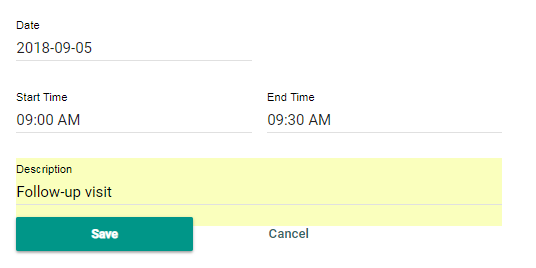 Date
2018-09-05
Start Time
End Time
09:00 AM
09:30 AM
Description
Follow-up visit
Save
Cancel